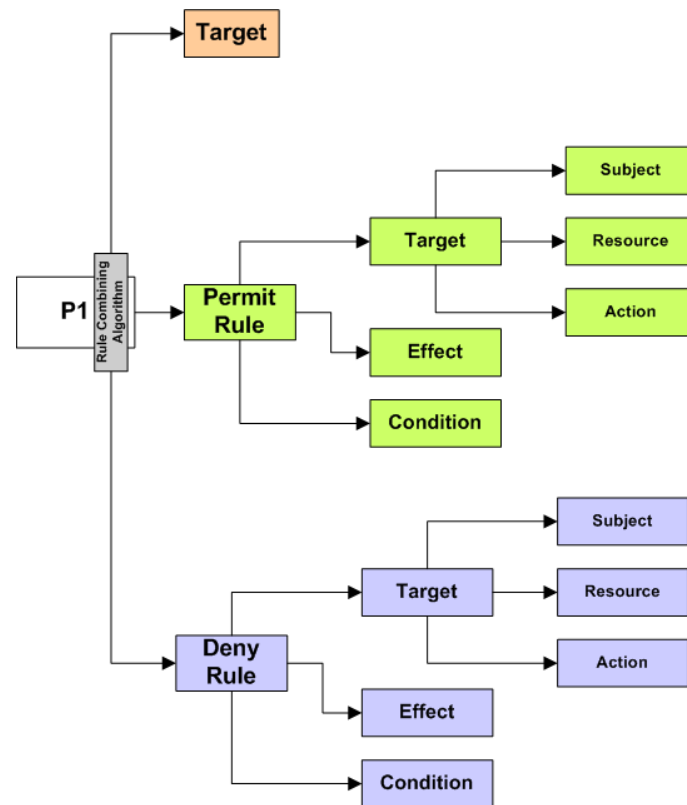 Target
Subject
Target
Resource
P1
Rule Combining
Algorithm
Permit
Rule
Action
Effect
Condition
Subject
Target
Resource
Deny
Rule
Action
Effect
Condition